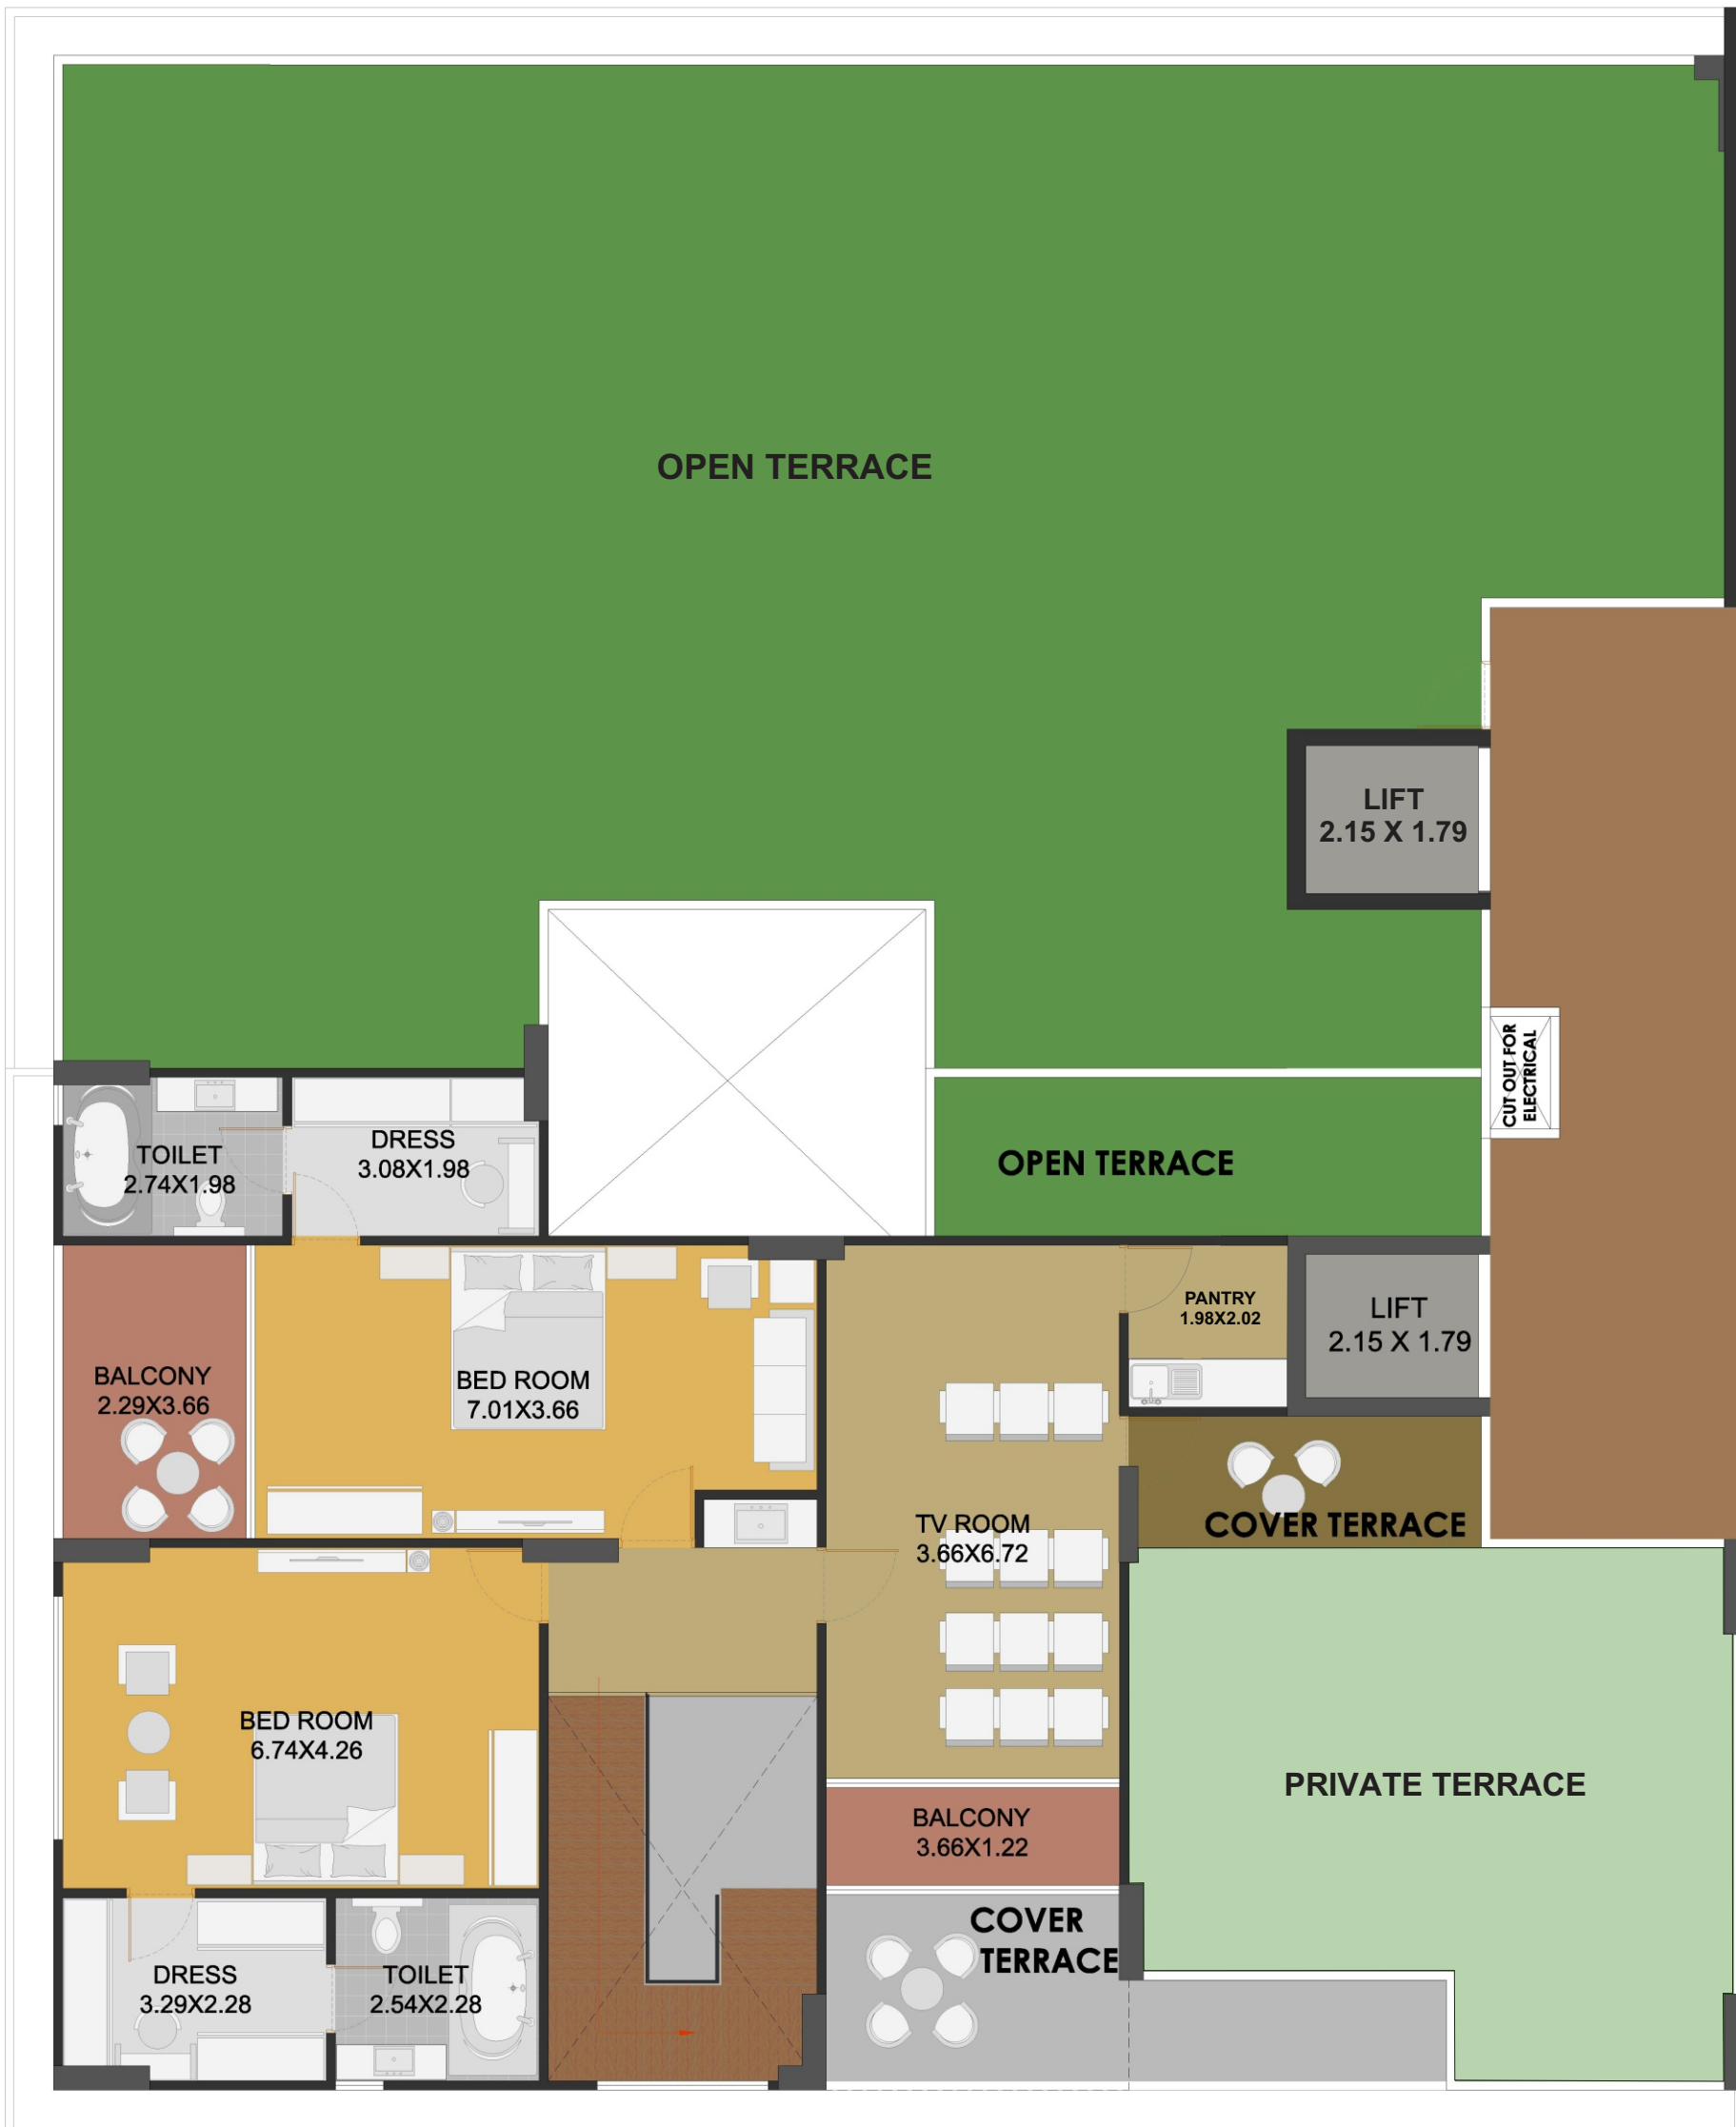 OPEN TERRACE
LIFT
2.15 X 1.79
CUT OUT FOR
ELECTRICAL
TOILET
2.74X1.98
DRESS
3.08X1.98
OPEN TERRACE
BALCONY
2.29X3.66
BED ROOM
7.01X3.66
PANTRY
1.98X2.02
LIFT
2.15 X 1.79
TV ROOM
3.66X6.72
COVER TERRACE
BED ROOM
6.74X4.26
PRIVATE TERRACE
BALCONY
3.66X1.22
COVER
TERRACE
DRESS
3.29X2.28
TOILET
2.54X2.28